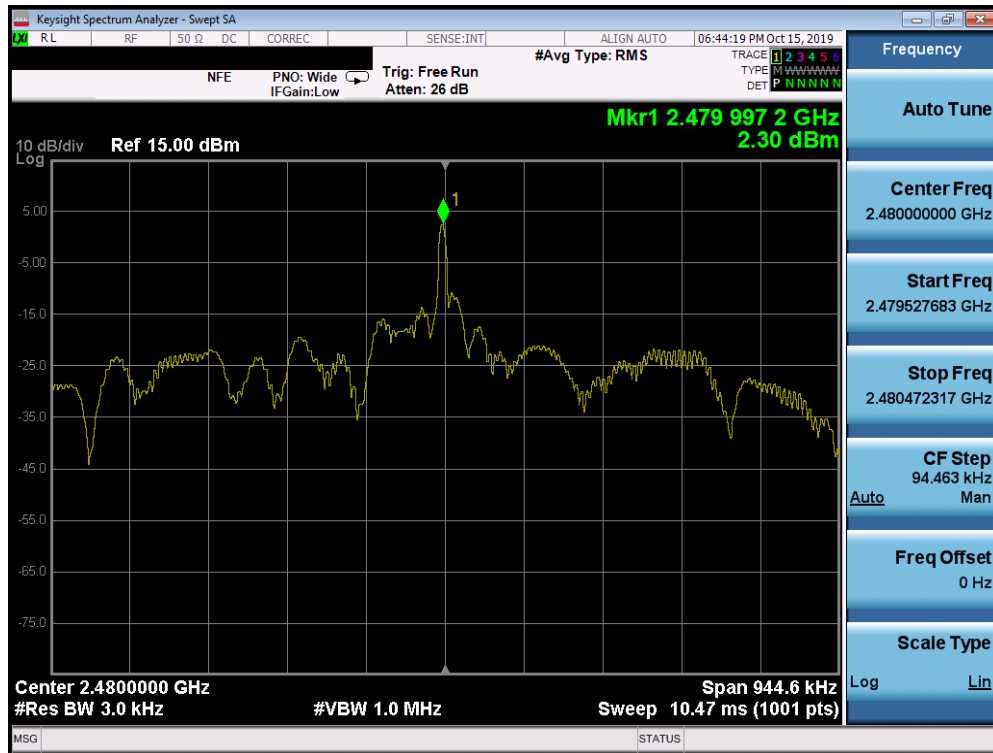 Keysight Spectrum Analyzer - Swept SA
LXI RL RF 50 Ω DC CORREC SENSE:INT ALIGN AUTO 06:44:19 PM Oct 15, 2019
#Avg Type: RMS
TRACE 1 2 3 4 5 6
TYPE M W W W W W
DET P N N N N N
NFE
PNO: Wide
IFGain:Low
Trig: Free Run
Atten: 26 dB
Mkr1 2.479 997 2 GHz
2.30 dBm
10 dB/div
Log
Ref 15.00 dBm
1
5.00
-5.00
-15.0
-25.0
-35.0
-45.0
-55.0
-65.0
-75.0
Center 2.4800000 GHz
Span 944.6 kHz
#Res BW 3.0 kHz
#VBW 1.0 MHz
Sweep 10.47 ms (1001 pts)
MSG
STATUS
Frequency
Auto Tune
Center Freq
2.480000000 GHz
Start Freq
2.479527683 GHz
Stop Freq
2.480472317 GHz
CF Step
94.463 kHz
Auto Man
Freq Offset
0 Hz
Scale Type
Log Lin